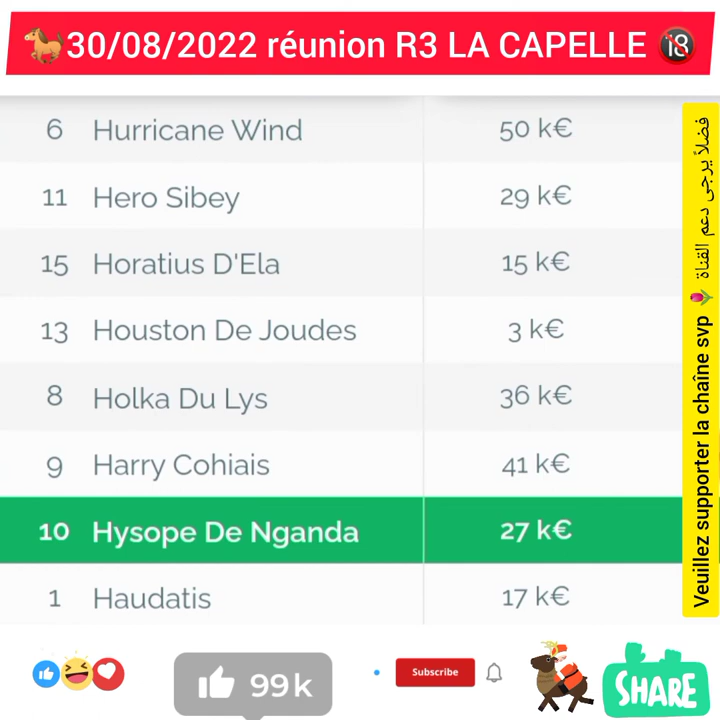 🐎30/08/2022 réunion R3 LA CAPELLE 🔞
6 Hurricane Wind 50 k€
11 Hero Sibey 29 k€
15 Horatius D'Ela 15 k€
13 Houston De Joudes 3 k€
8 Holka Du Lys 36 k€
9 Harry Cohiais 41 k€
10 Hysope De Nganda 27 k€
1 Haudatis 17 k€
Veuillez supporter la chaîne svp 🌷 فضلاً يرجى دعم القناة
99k
Subscribe
SHARE